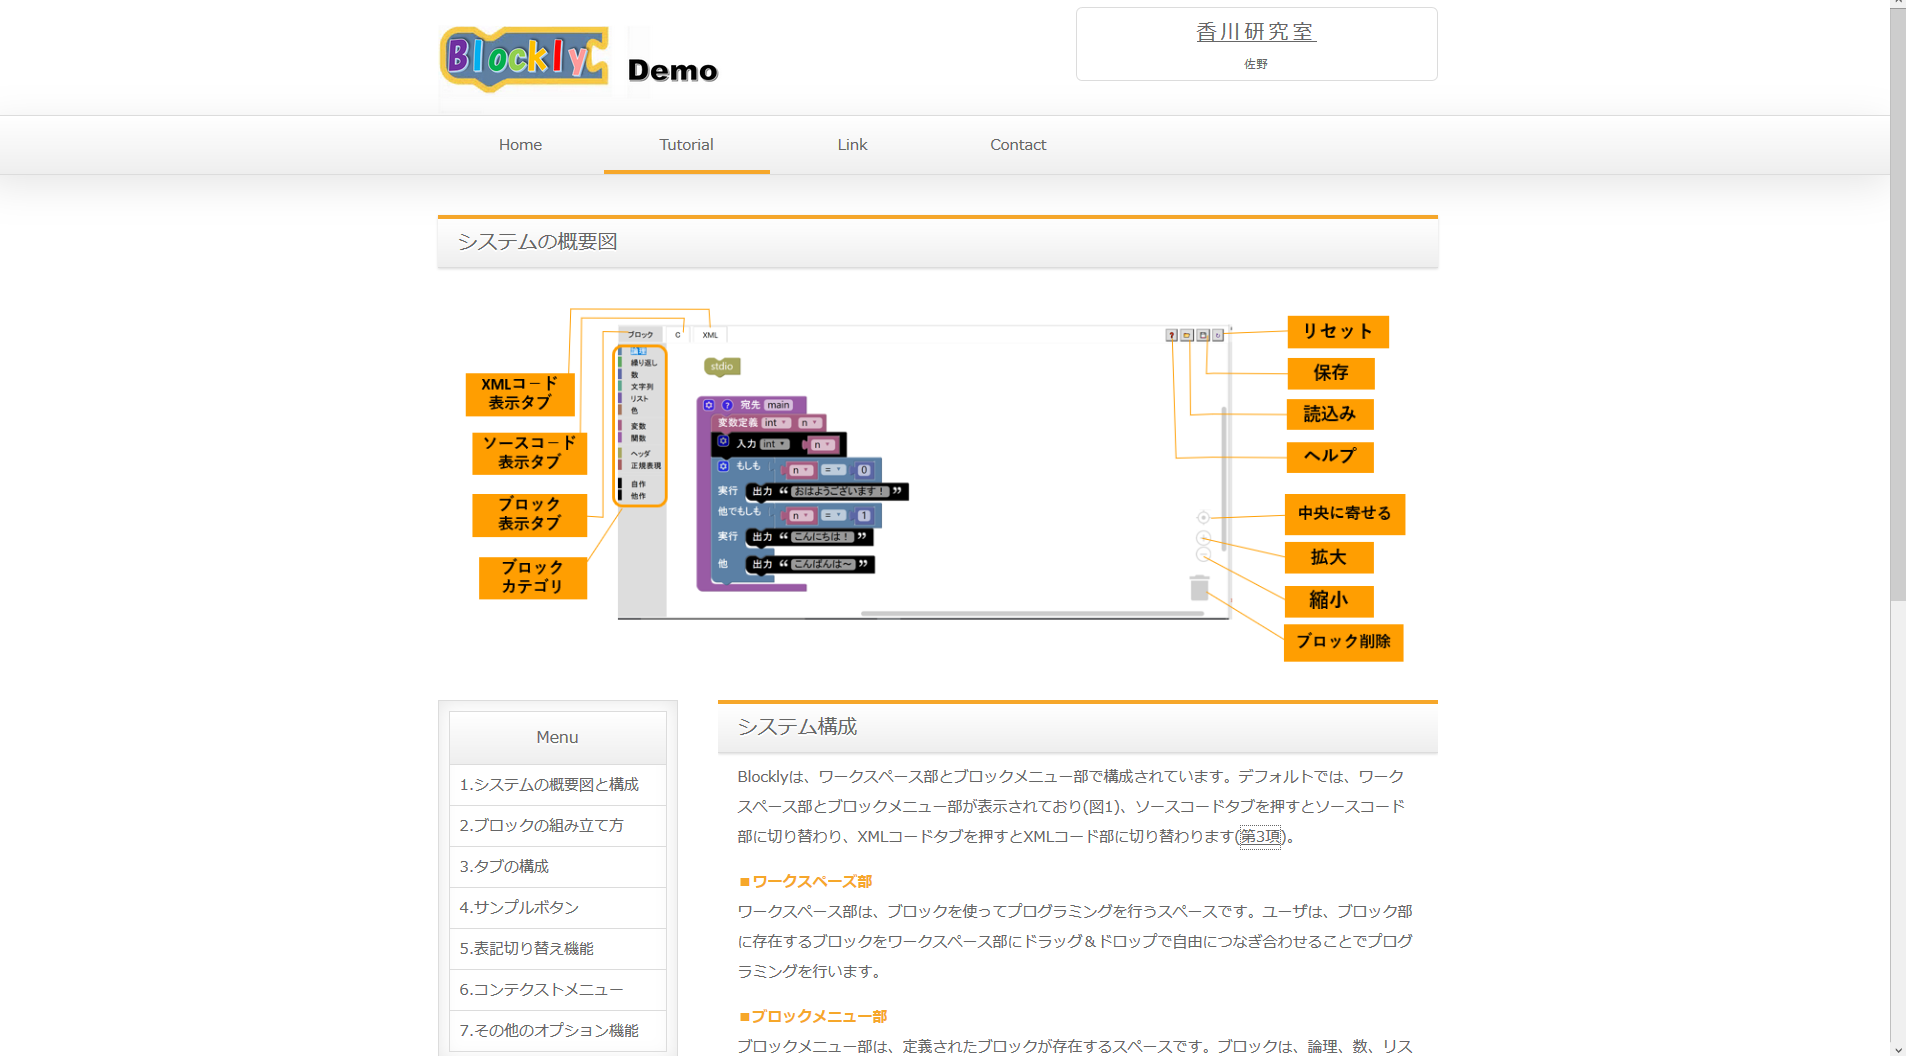 BlocklyC
Demo
香川研究室
佐野
Home
Tutorial
Link
Contact
システムの概要図
XMLコード
表示タブ
ソースコード
表示タブ
ブロック
表示タブ
ブロック
カテゴリ
ブロック
C
XML
論理
繰り返し
数
文字列
リスト
色
変数
関数
ヘッダ
正規表現
自作
他作
stdio
宛先 main
変数定義 int n
入力 int n
もしも n = 0
実行 出力 “ おはようございます！ ”
他でもしも n = 1
実行 出力 “ こんにちは！ ”
他 出力 “ こんばんは～ ”
リセット
保存
読込み
ヘルプ
中央に寄せる
拡大
縮小
ブロック削除
Menu
1.システムの概要図と構成
2.ブロックの組み立て方
3.タブの構成
4.サンプルボタン
5.表記切り替え機能
6.コンテクストメニュー
7.その他のオプション機能
システム構成
Blocklyは、ワークスペース部とブロックメニュー部で構成されています。デフォルトでは、ワーク
スペース部とブロックメニュー部が表示されており(図1)、ソースコードタブを押すとソースコード
部に切り替わり、XMLコードタブを押すとXMLコード部に切り替わります(第3項)。
■ワークスペーズ部
ワークスペース部は、ブロックを使ってプログラミングを行うスペースです。ユーザは、ブロック部
に存在するブロックをワークスペース部にドラッグ＆ドロップで自由につなぎ合わせることでプログ
ラミングを行います。
■ブロックメニュー部
ブロックメニュー部は、定義されたブロックが存在するスペースです。ブロックは、論理、数、リス